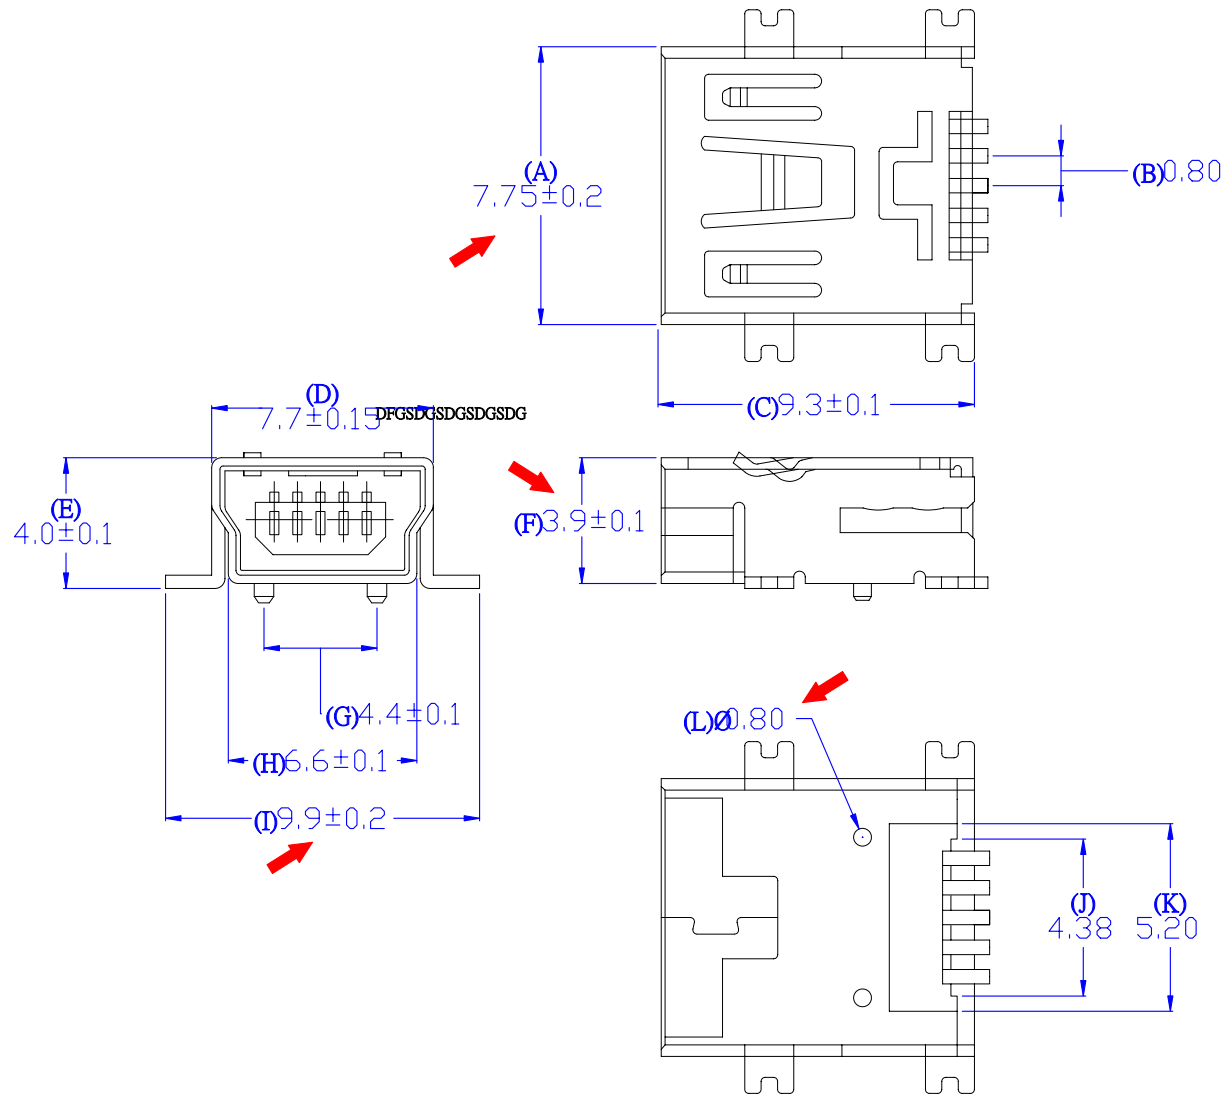 (A)
7.75±0.2
(B)0.80
(D)
7.7±0.15
DFGSDGSDGSDGSDG
(C)9.3±0.1
(E)
4.0±0.1
(F)3.9±0.1
(G)4.4±0.1
(L)Ø0.80
(H)6.6±0.1
(I)9.9±0.2
(J)
4.38
(K)
5.20